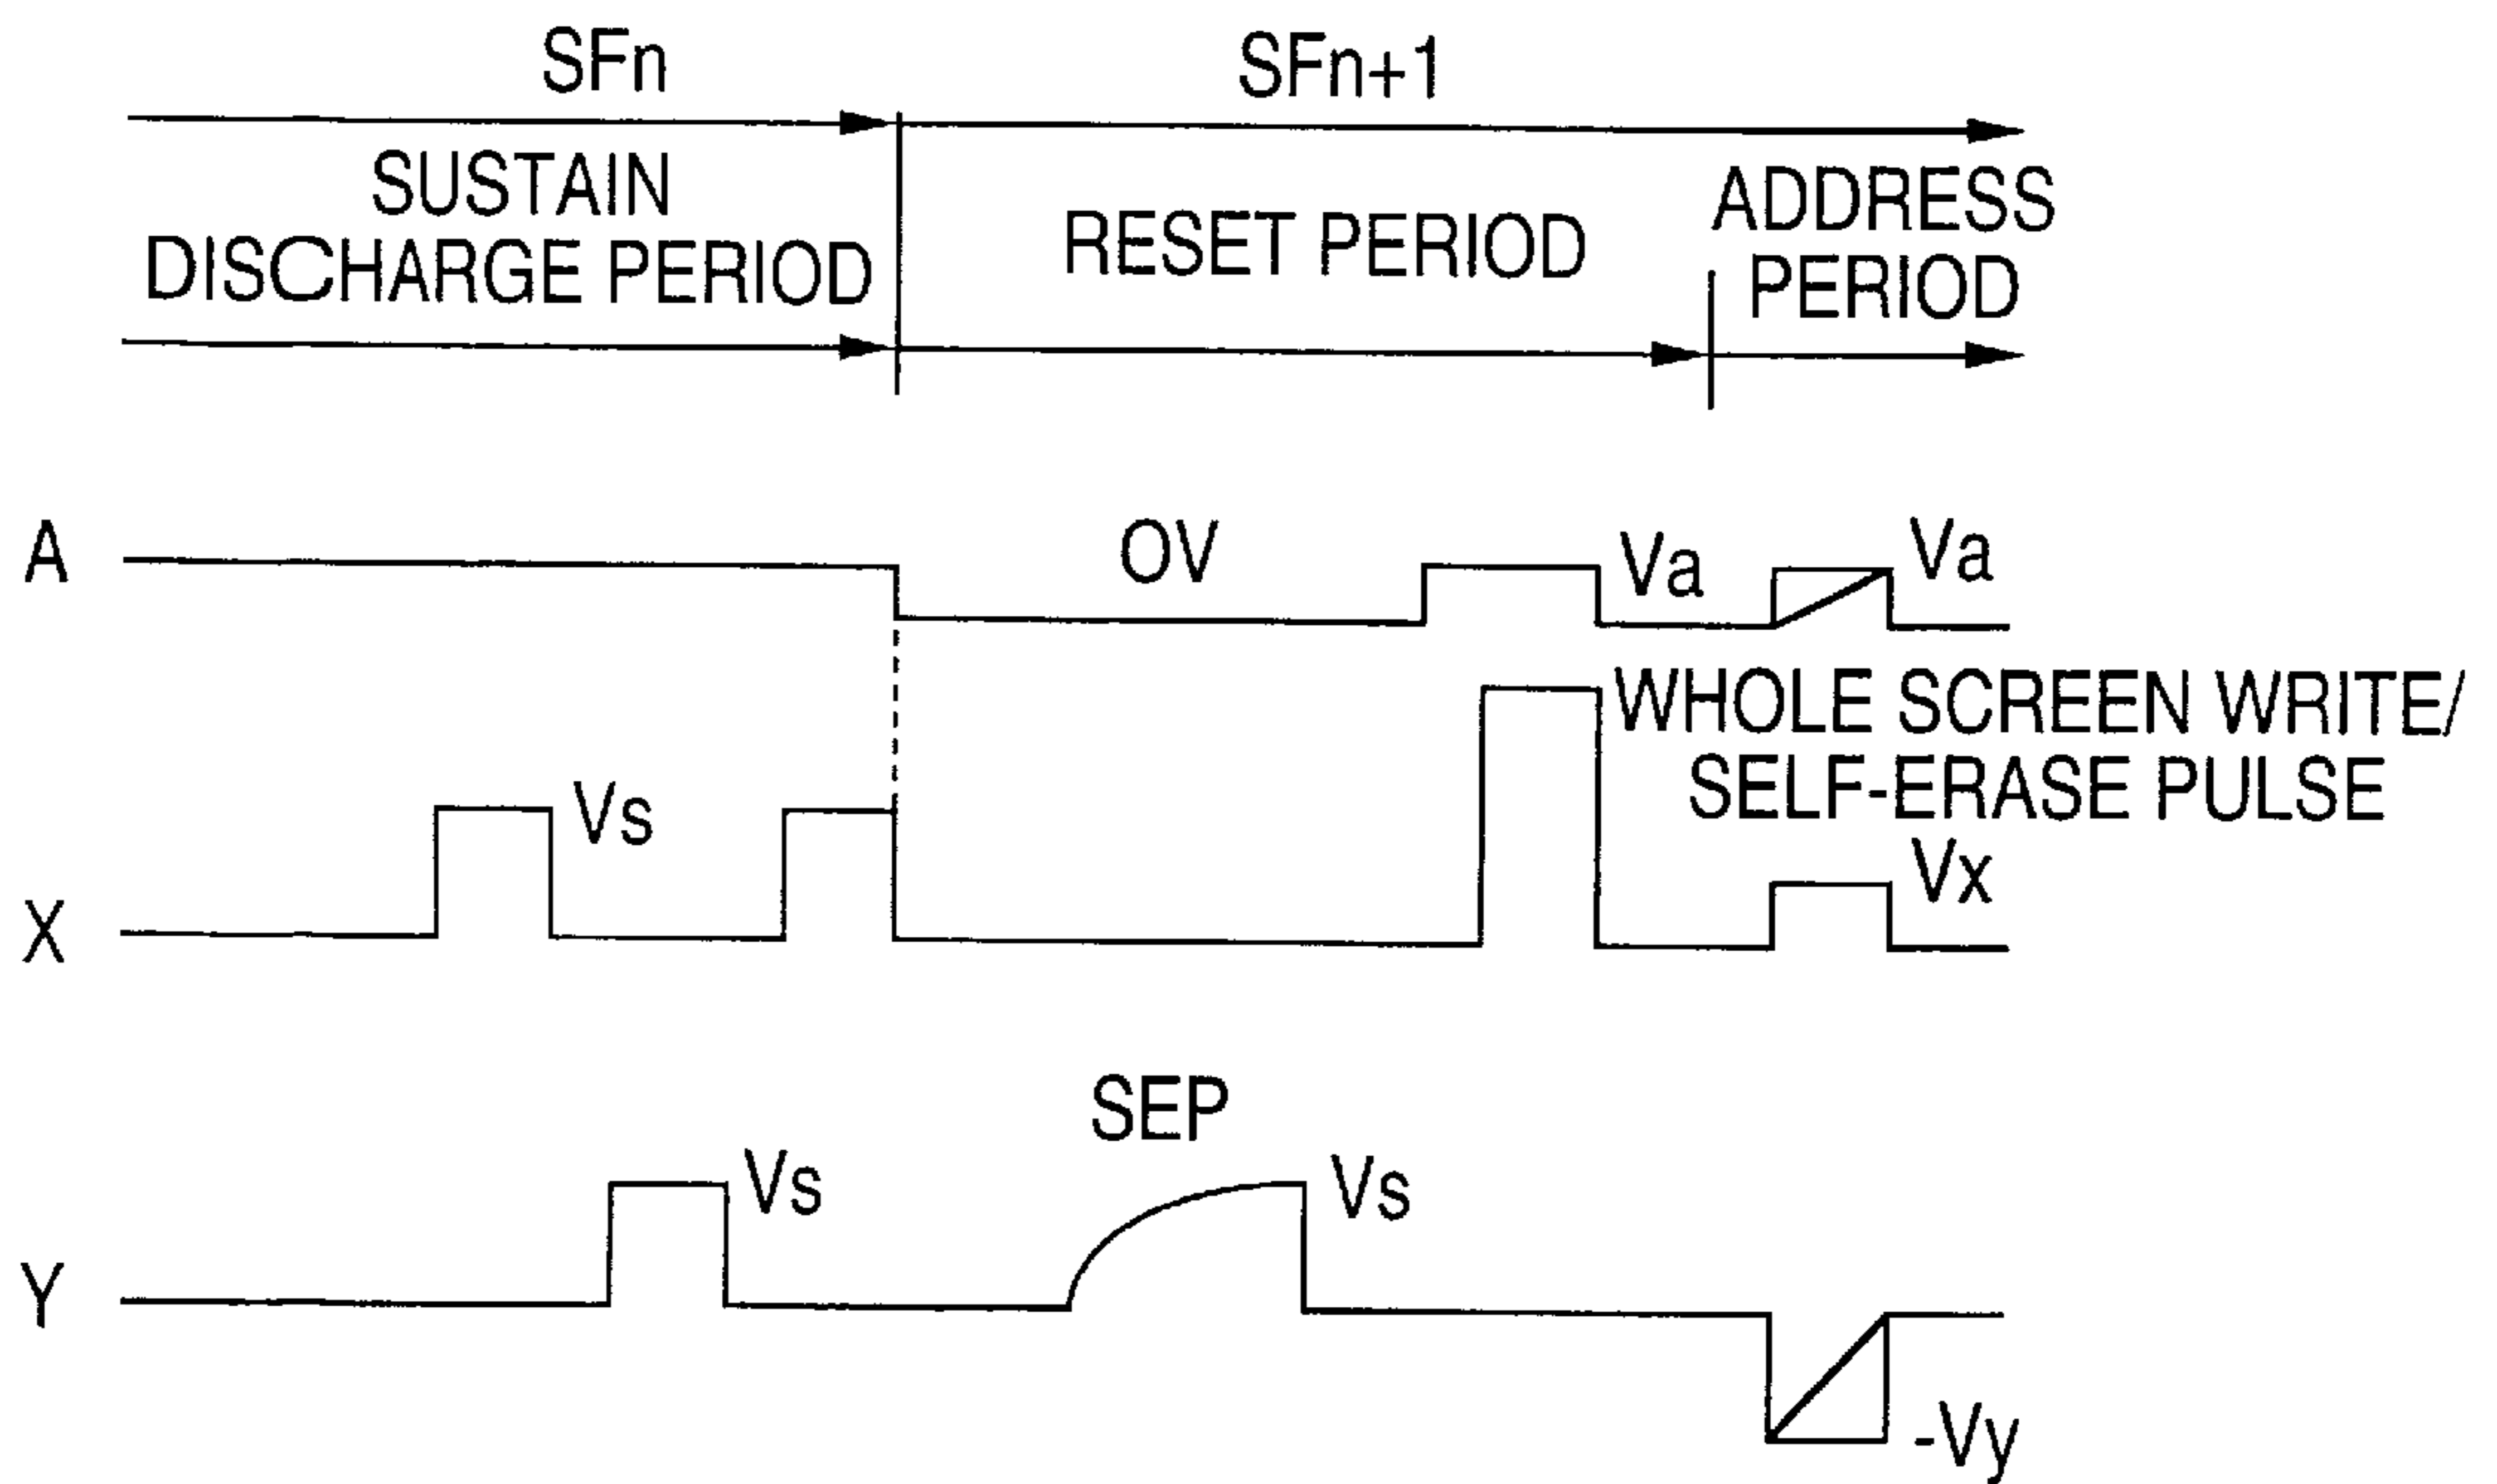 SFn
SFn+1
SUSTAIN
DISCHARGE PERIOD
RESET PERIOD
ADDRESS
PERIOD
A
OV
Va
Va
WHOLE SCREEN WRITE/
SELF-ERASE PULSE
X
Vs
Vx
SEP
Y
Vs
Vs
-Vy